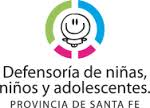 Defensoría de niñas,
niños y adolescentes.
PROVINCIA DE SANTA FE